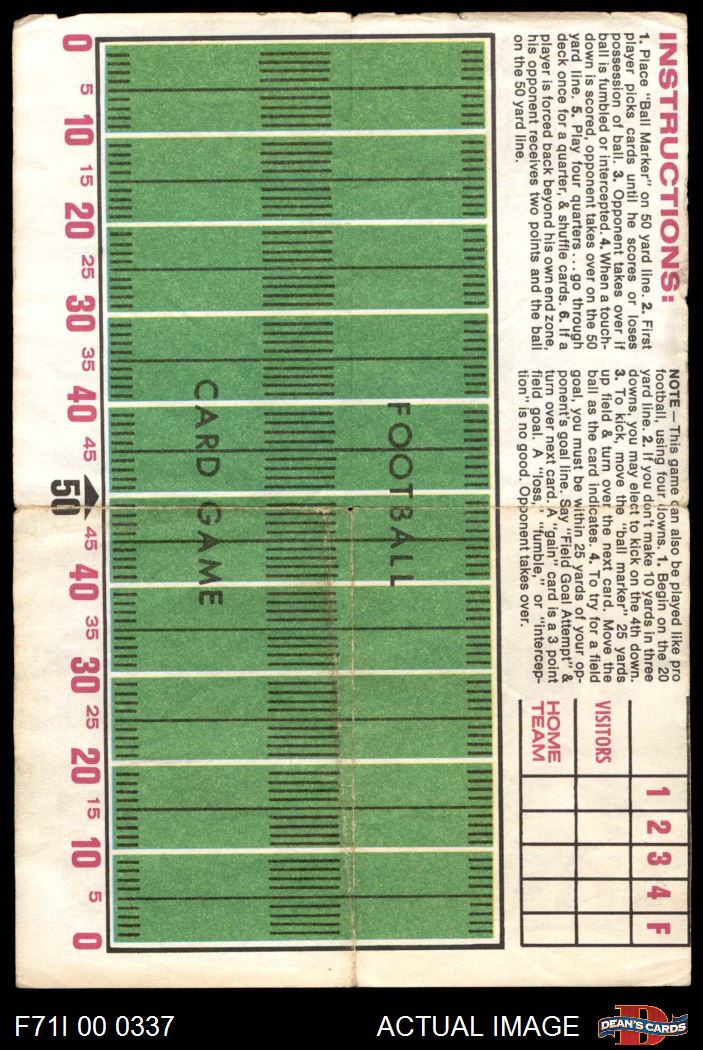 INSTRUCTIONS:
1. Place "Ball Marker" on 50 yard line. 2. First
player picks cards until he scores or loses
possession of ball. 3. Opponent takes over if
ball is fumbled or intercepted. 4. When a touch-
down is scored, opponent takes over on the 50
yard line. 5. Play four quarters . . . go through
deck once for a quarter, & shuffle cards. 6. If a
player is forced back beyond his own end zone,
his opponent receives two points and the ball
on the 50 yard line.
NOTE — This game can also be played like pro
football, using four downs. 1. Begin on the 20
yard line. 2. If you don't make 10 yards in three
downs, you may elect to kick on the 4th down.
3. To kick, move the "ball marker" 25 yards
up field & turn over the next card. Move the
ball as the card indicates. 4. To try for a field
goal, you must be within 25 yards of your op-
ponent's goal line. Say "Field Goal Attempt" &
turn over next card. A "gain" card is a 3 point
field goal. A "loss," "fumble," or "intercep-
tion" is no good. Opponent takes over.
1 2 3 4 F
VISITORS
HOME
TEAM
FOOTBALL
CARD GAME
0 5 10 15 20 25 30 35 40 45 50 45 40 35 30 25 20 15 10 5 0
F71I 00 0337
ACTUAL IMAGE
D
DEAN'S CARDS